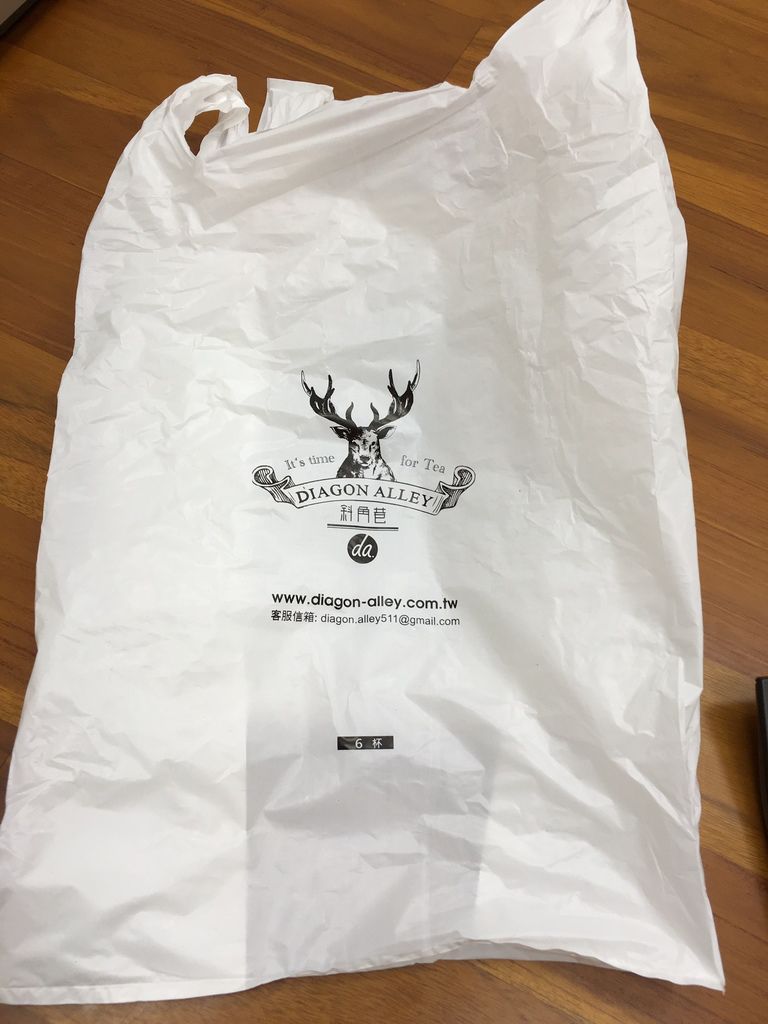 It's time for Tea
DIAGON ALLEY
斜角巷
da.
www.diagon-alley.com.tw
客服信箱: diagon.alley511@gmail.com
6 杯